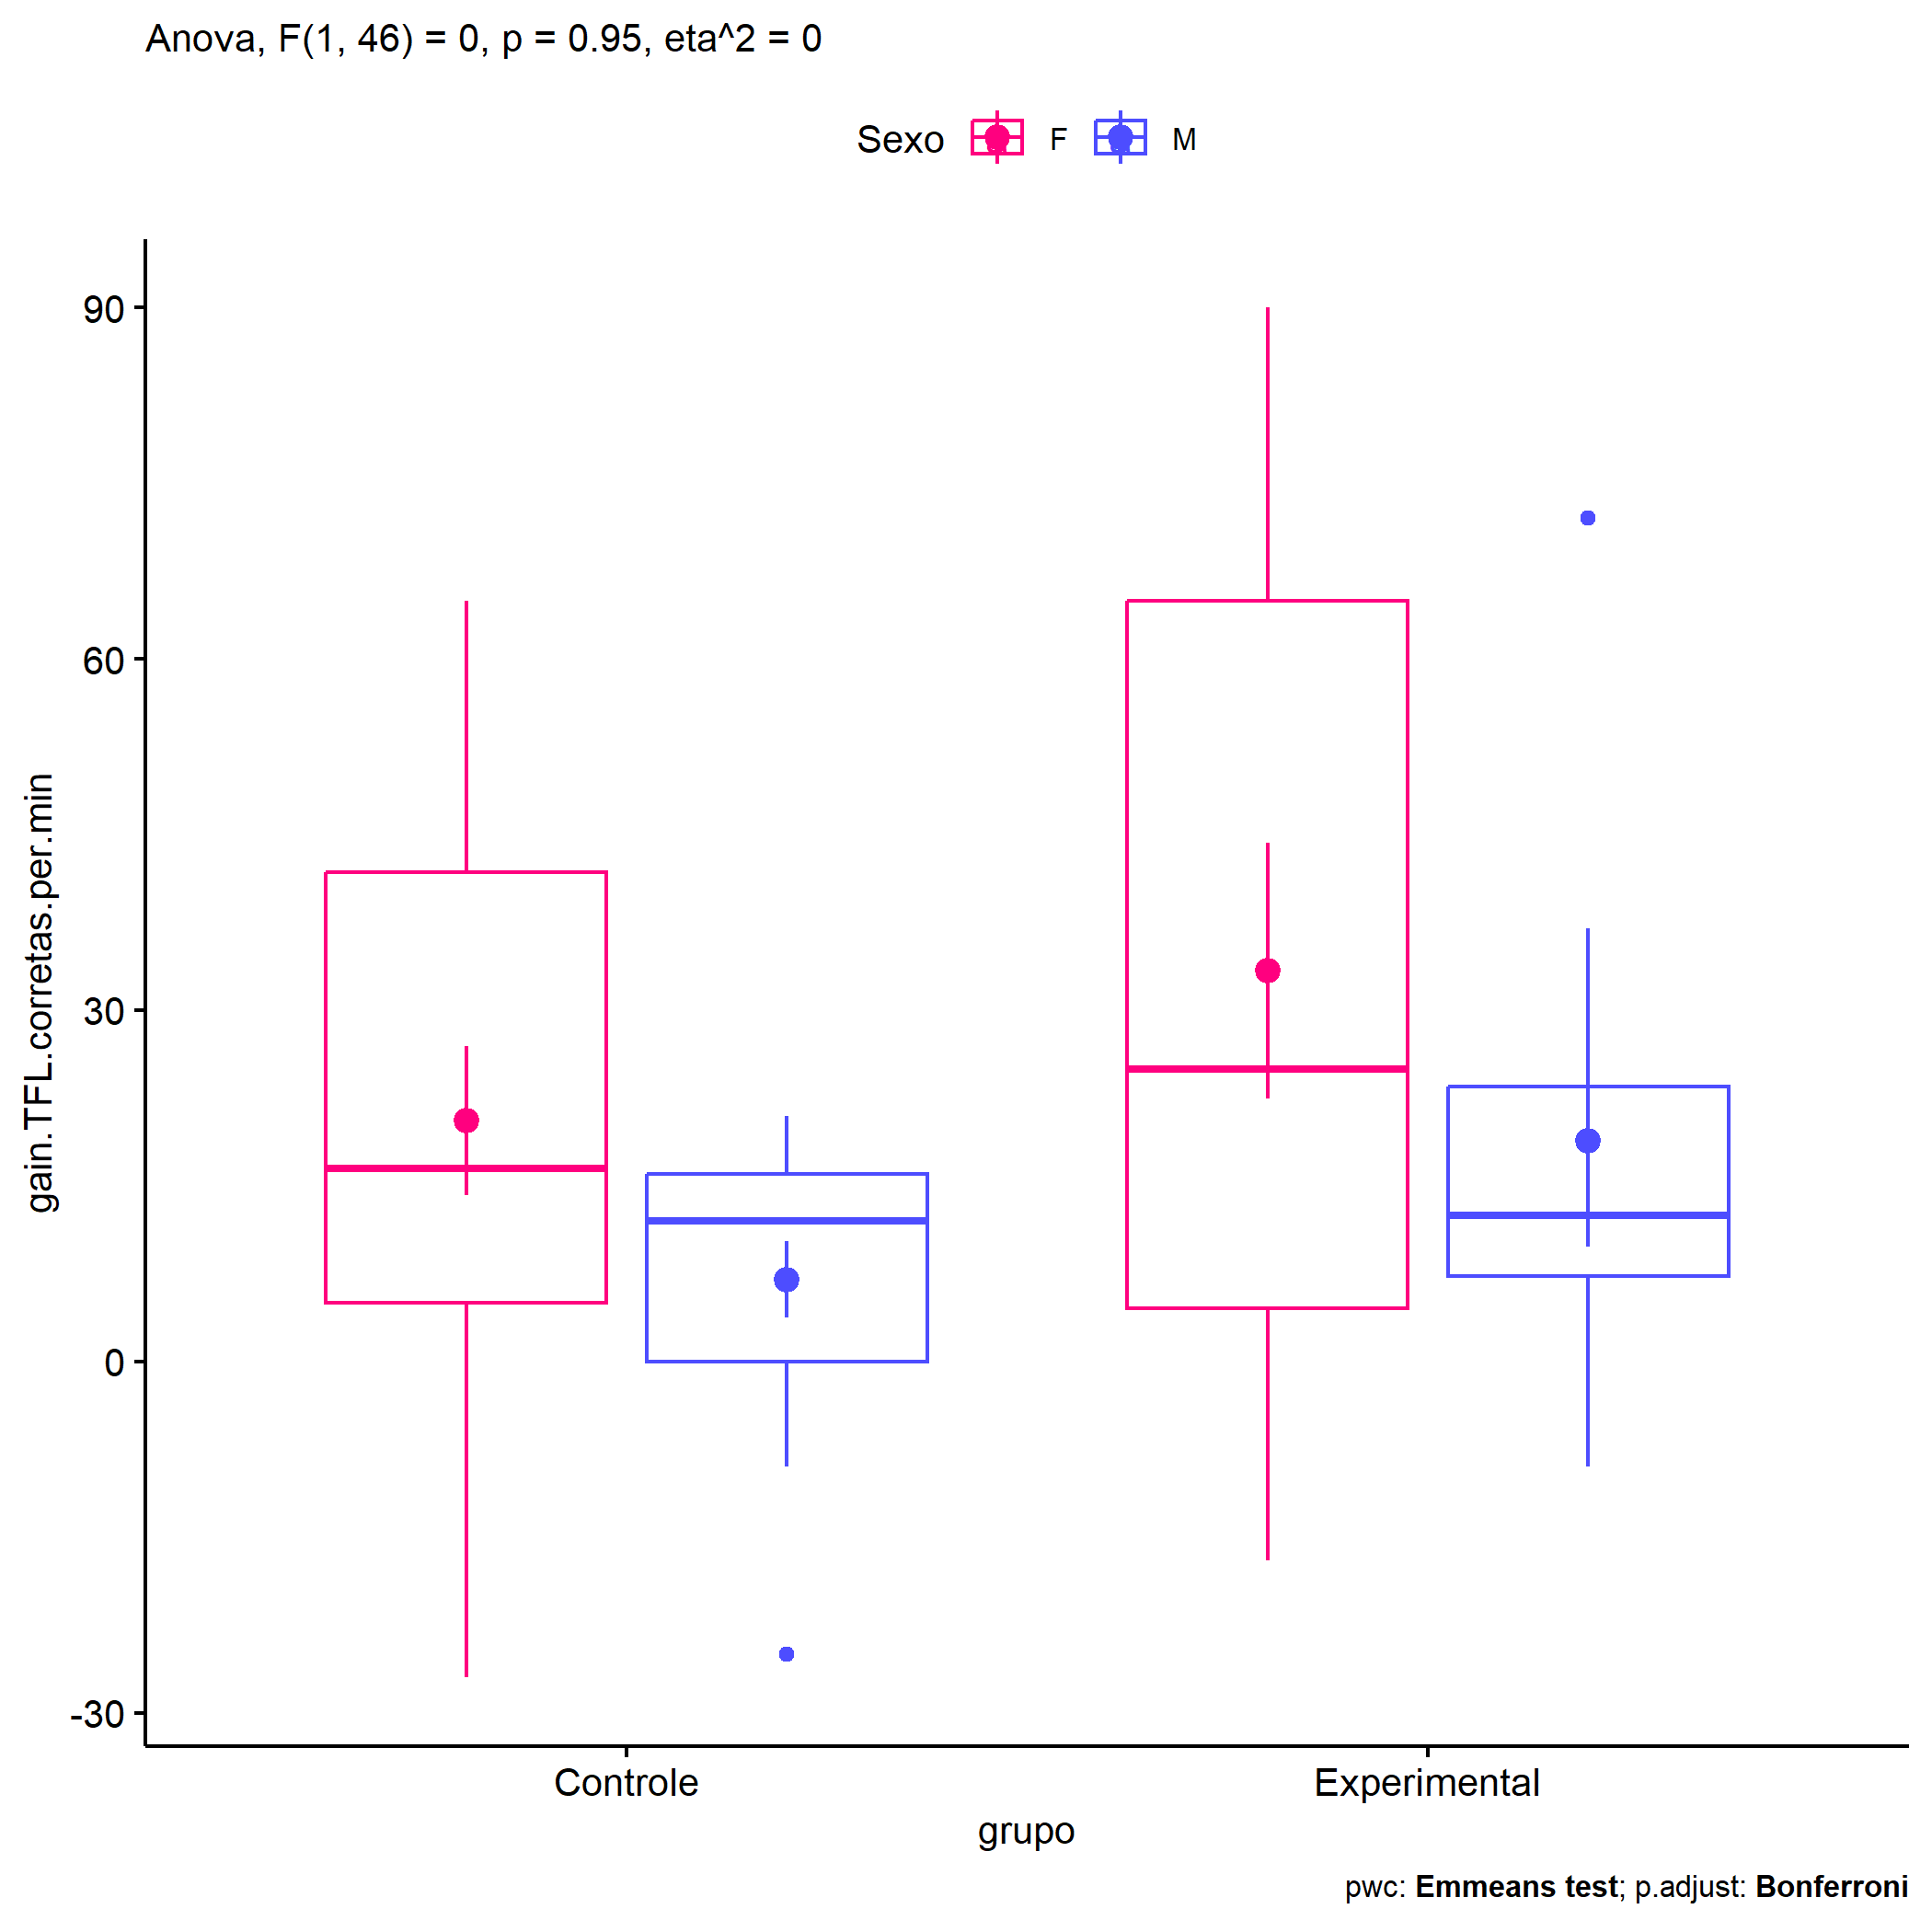 Anova, F(1, 46) = 0, p = 0.95, eta^2 = 0
Sexo F M
gain.TFL.corretas.per.min
90
60
30
0
-30
Controle Experimental
grupo
pwc: Emmeans test; p.adjust: Bonferroni